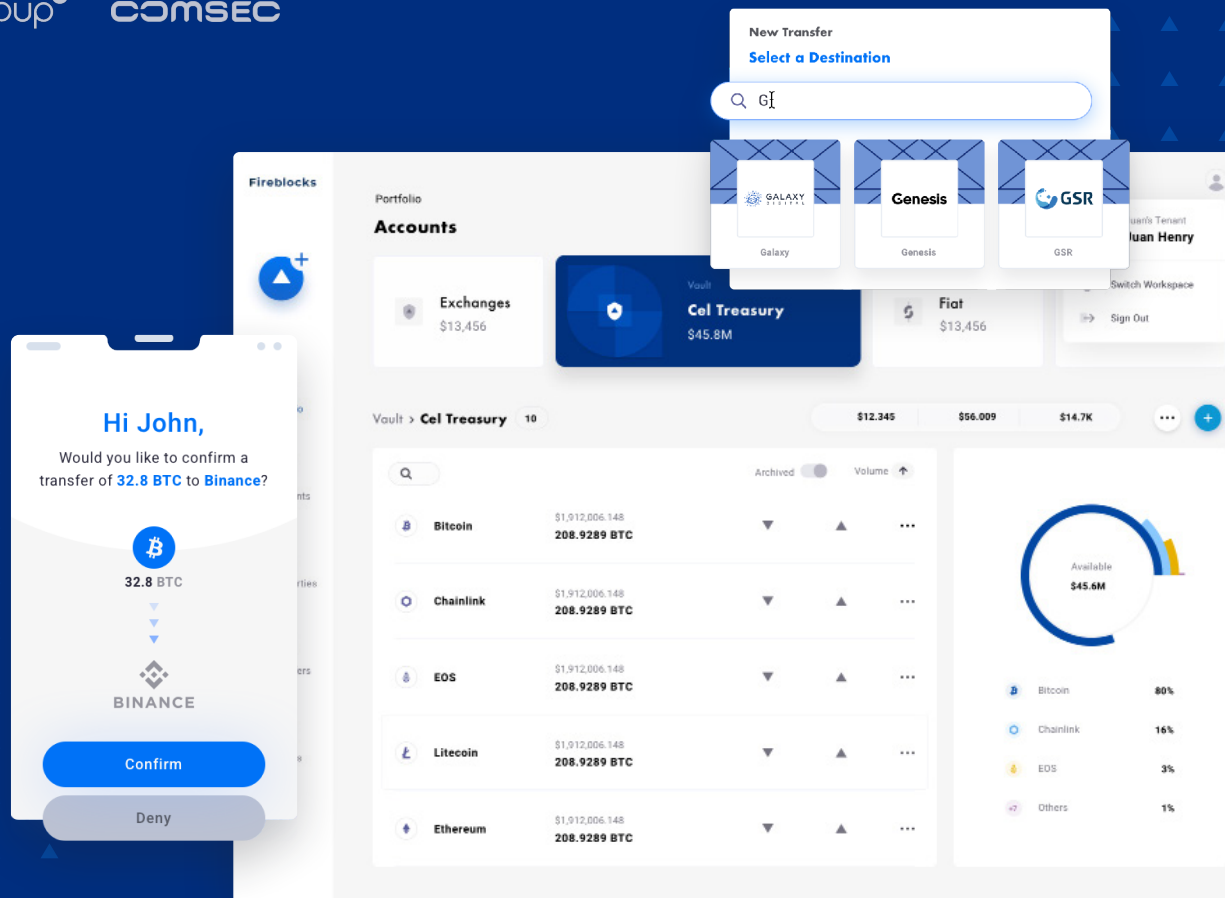 COMSEC
New Transfer
Select a Destination
G
GALAXY
DIGITAL
Genesis
GSR
Galaxy
Genesis
GSR
Fireblocks
Portfolio
Accounts
Exchanges
$13,456
Vault
Cel Treasury
$45.8M
Fiat
$13,456
Tenant
Juan Henry
Switch Workspace
Sign Out
Vault > Cel Treasury 10
$12.345 $56.009 $14.7K
Archived Volume
Bitcoin
$1,912,006.148
208.9289 BTC
Chainlink
$1,912,006.148
208.9289 BTC
EOS
$1,912,006.148
208.9289 BTC
Litecoin
$1,912,006.148
208.9289 BTC
Ethereum
$1,912,006.148
208.9289 BTC
Available
$45.6M
Bitcoin 80%
Chainlink 16%
EOS 3%
+7 Others 1%
Hi John,
Would you like to confirm a
transfer of 32.8 BTC to Binance?
32.8 BTC
BINANCE
Confirm
Deny